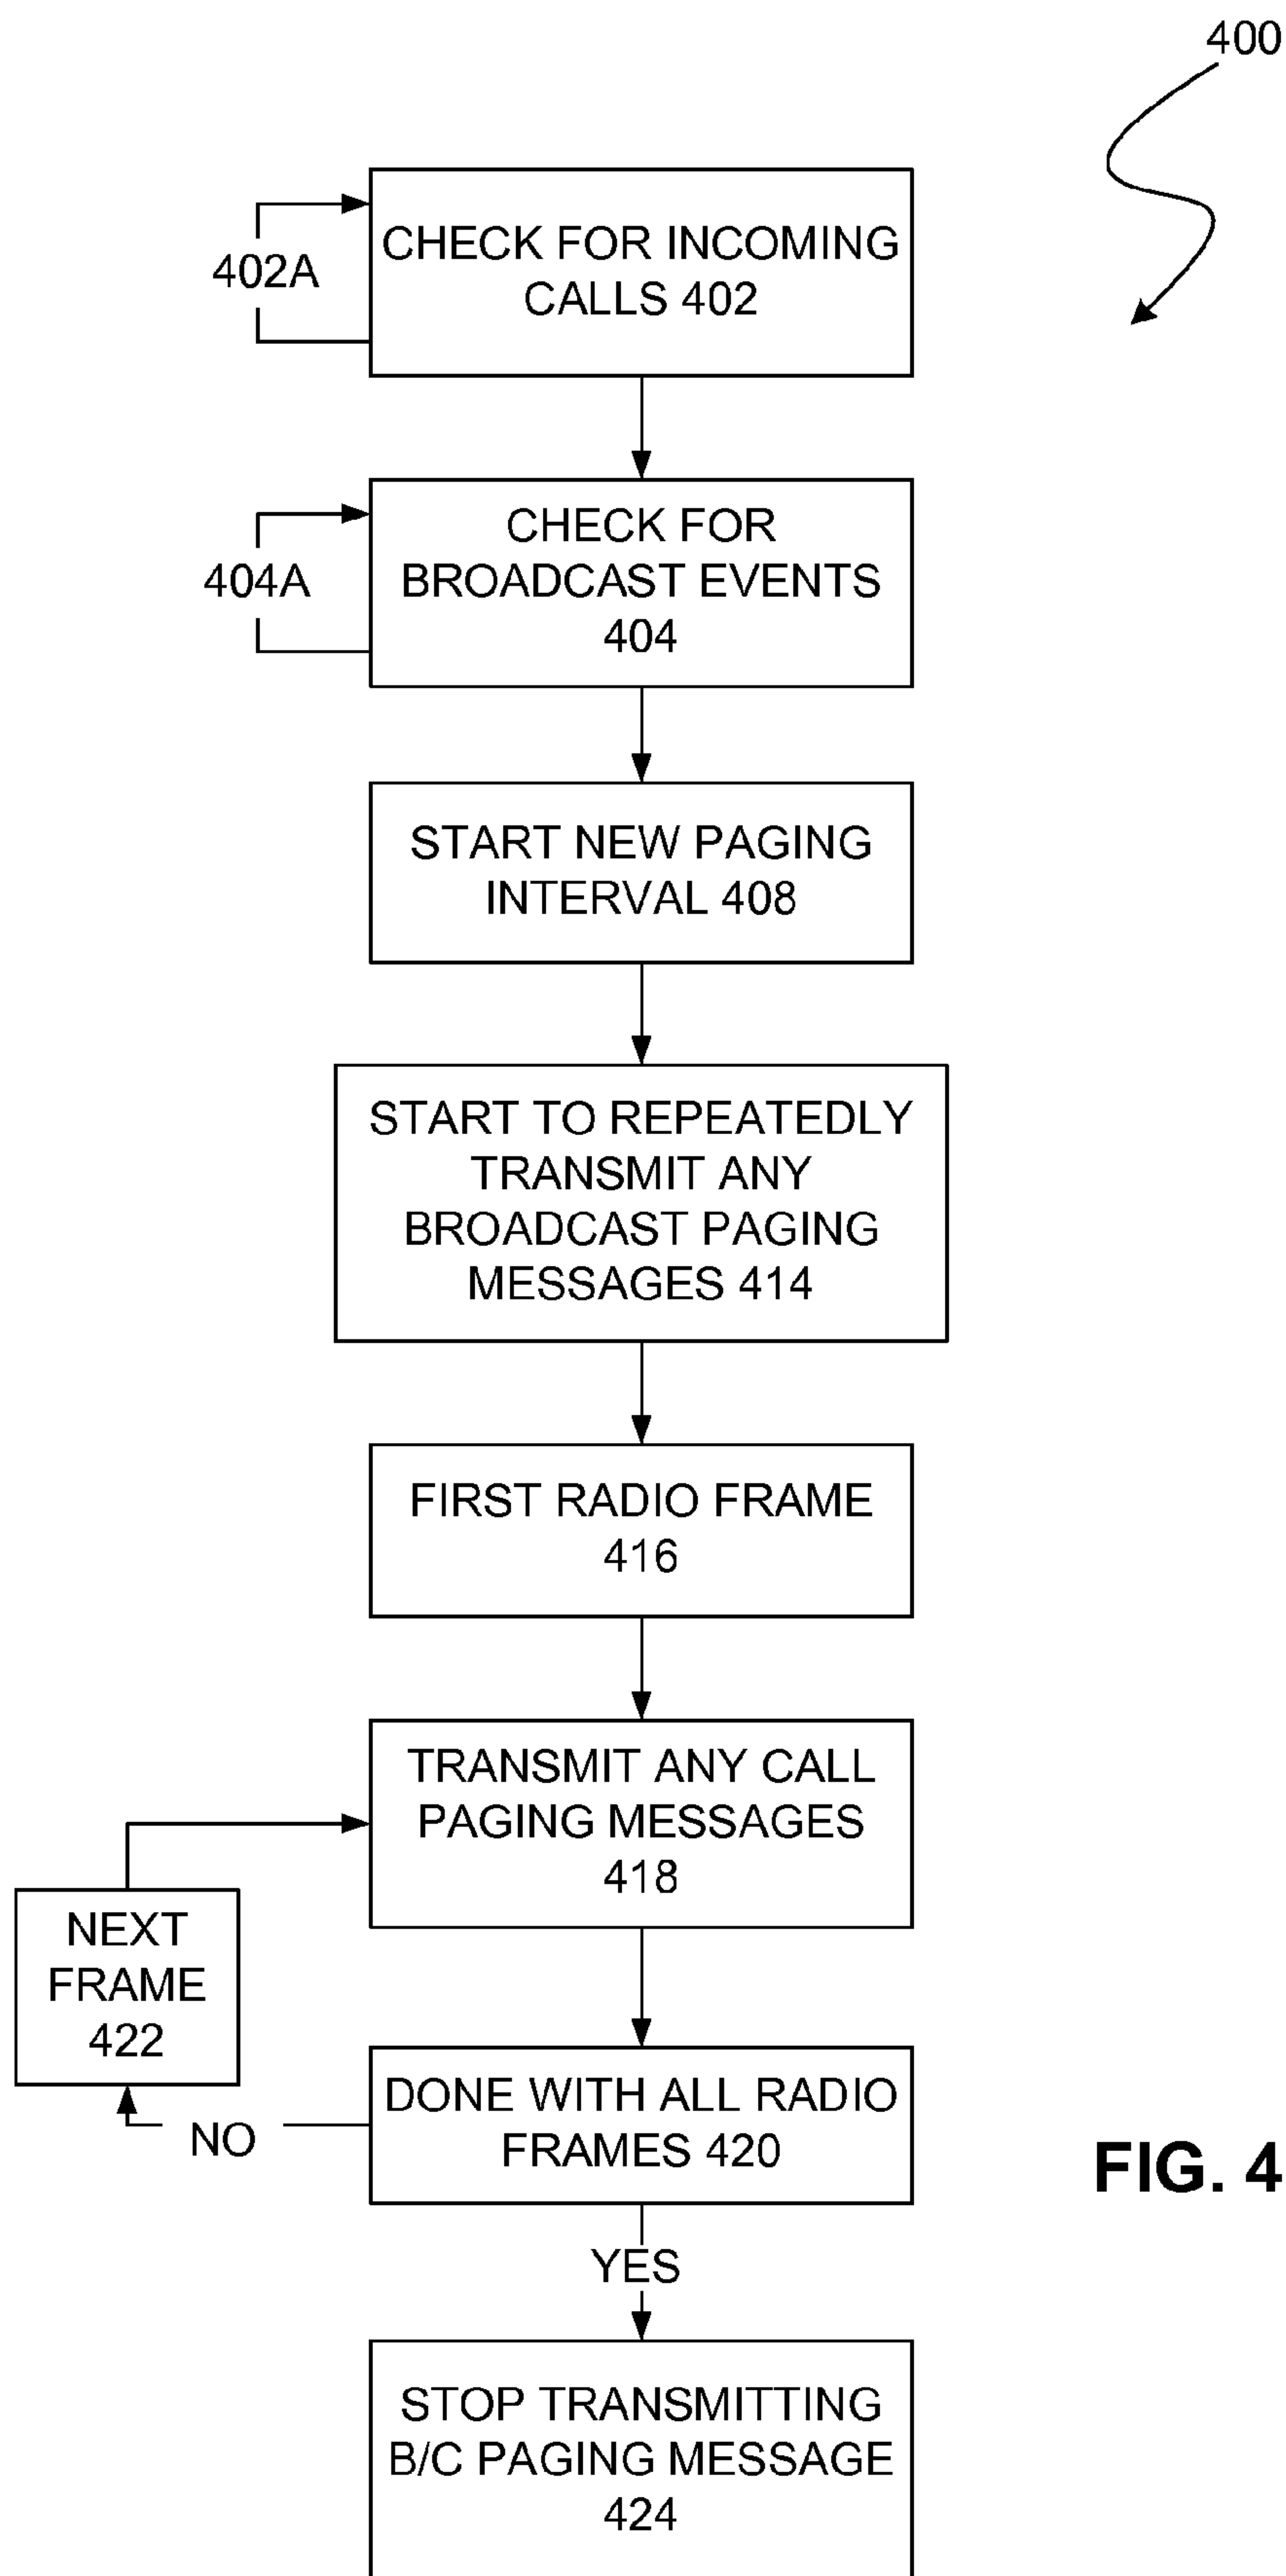 400
CHECK FOR INCOMING
CALLS 402
402A
CHECK FOR
BROADCAST EVENTS
404
404A
START NEW PAGING
INTERVAL 408
START TO REPEATEDLY
TRANSMIT ANY
BROADCAST PAGING
MESSAGES 414
FIRST RADIO FRAME
416
TRANSMIT ANY CALL
PAGING MESSAGES
418
NEXT
FRAME
422
DONE WITH ALL RADIO
FRAMES 420
NO
YES
STOP TRANSMITTING
B/C PAGING MESSAGE
424
FIG. 4